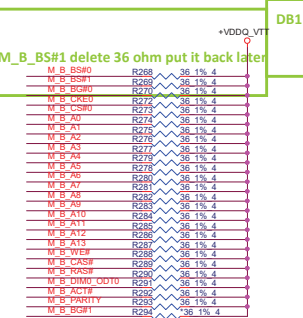 DB1
+VDDQ_VTT
M_B_BS#1 delete 36 ohm put it back later
M_B_BS#0 R268 36 1% 4
M_B_BS#1 R269 36 1% 4
M_B_BG#0 R270 36 1% 4
M_B_CKE0 R272 36 1% 4
M_B_CS#0 R273 36 1% 4
M_B_A0 R274 36 1% 4
M_B_A1 R275 36 1% 4
M_B_A2 R276 36 1% 4
M_B_A3 R277 36 1% 4
M_B_A4 R279 36 1% 4
M_B_A5 R278 36 1% 4
M_B_A6 R280 36 1% 4
M_B_A7 R281 36 1% 4
M_B_A8 R282 36 1% 4
M_B_A9 R283 36 1% 4
M_B_A10 R284 36 1% 4
M_B_A11 R285 36 1% 4
M_B_A12 R286 36 1% 4
M_B_A13 R287 36 1% 4
M_B_WE# R288 36 1% 4
M_B_CAS# R289 36 1% 4
M_B_RAS# R290 36 1% 4
M_B_DIM0_ODT0 R291 36 1% 4
M_B_ACT# R292 36 1% 4
M_B_PARITY R293 36 1% 4
M_B_BG#1 R294 *36 1% 4